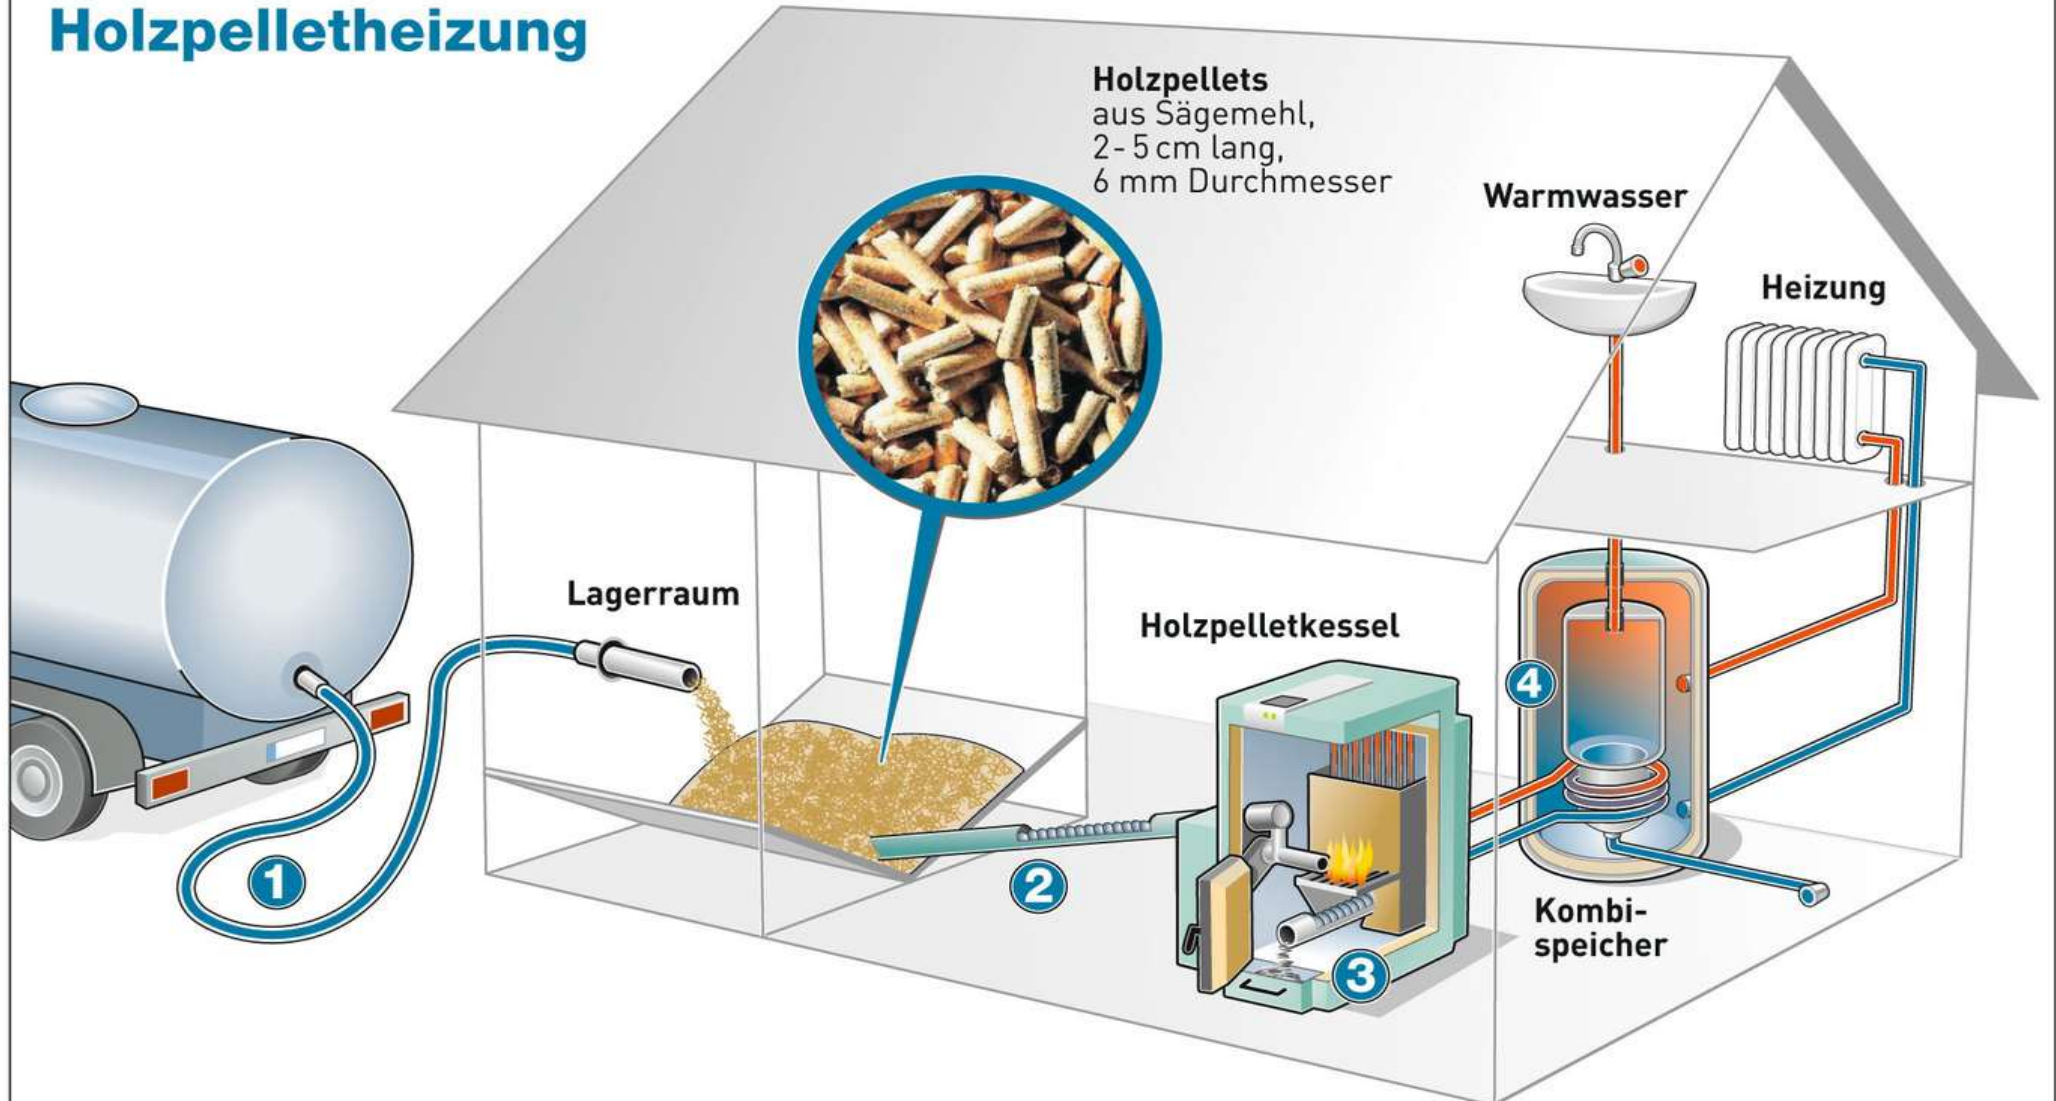 Holzpelletheizung
Holzpellets
aus Sägemehl,
2-5 cm lang,
6 mm Durchmesser
Warmwasser
Heizung
Lagerraum
Holzpelletkessel
4
1
2
Kombi-
speicher
3